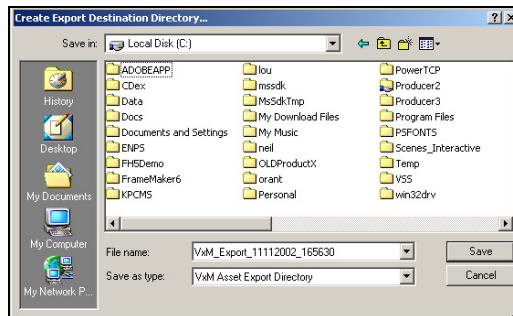 Create Export Destination Directory...
Save in: Local Disk (C:)
History
Desktop
My Documents
My Computer
My Network P...
ADOBEAPP
CDex
Data
Docs
Documents and Settings
ENPS
FH5Demo
FrameMaker6
KPCMS
lou
mssdk
MsSdkTmp
My Download Files
My Music
neil
OLDProductX
orant
Personal
PowerTCP
Producer2
Producer3
Program Files
PSFONTS
Scenes_Interactive
Temp
VSS
win32drv
File name: VxM_Export_11112002_165630
Save
Save as type: VxM Asset Export Directory
Cancel